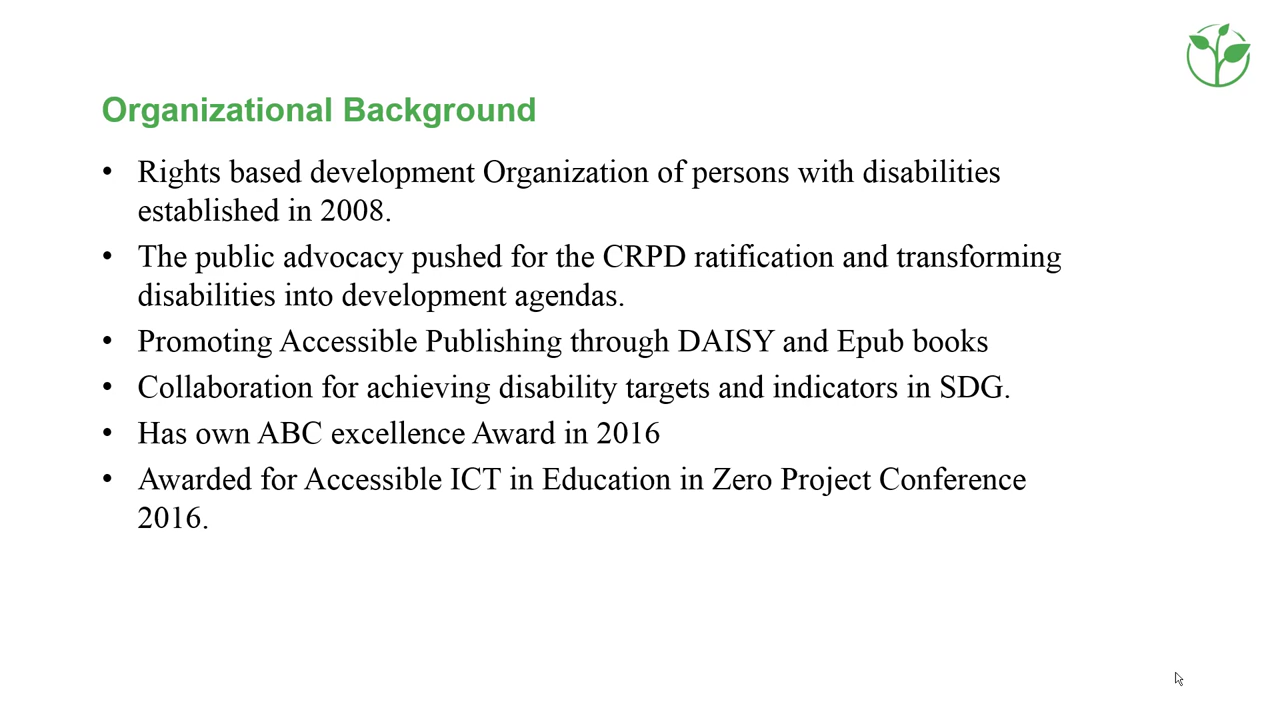 Organizational Background
• Rights based development Organization of persons with disabilities
established in 2008.
• The public advocacy pushed for the CRPD ratification and transforming
disabilities into development agendas.
• Promoting Accessible Publishing through DAISY and Epub books
• Collaboration for achieving disability targets and indicators in SDG.
• Has own ABC excellence Award in 2016
• Awarded for Accessible ICT in Education in Zero Project Conference
2016.